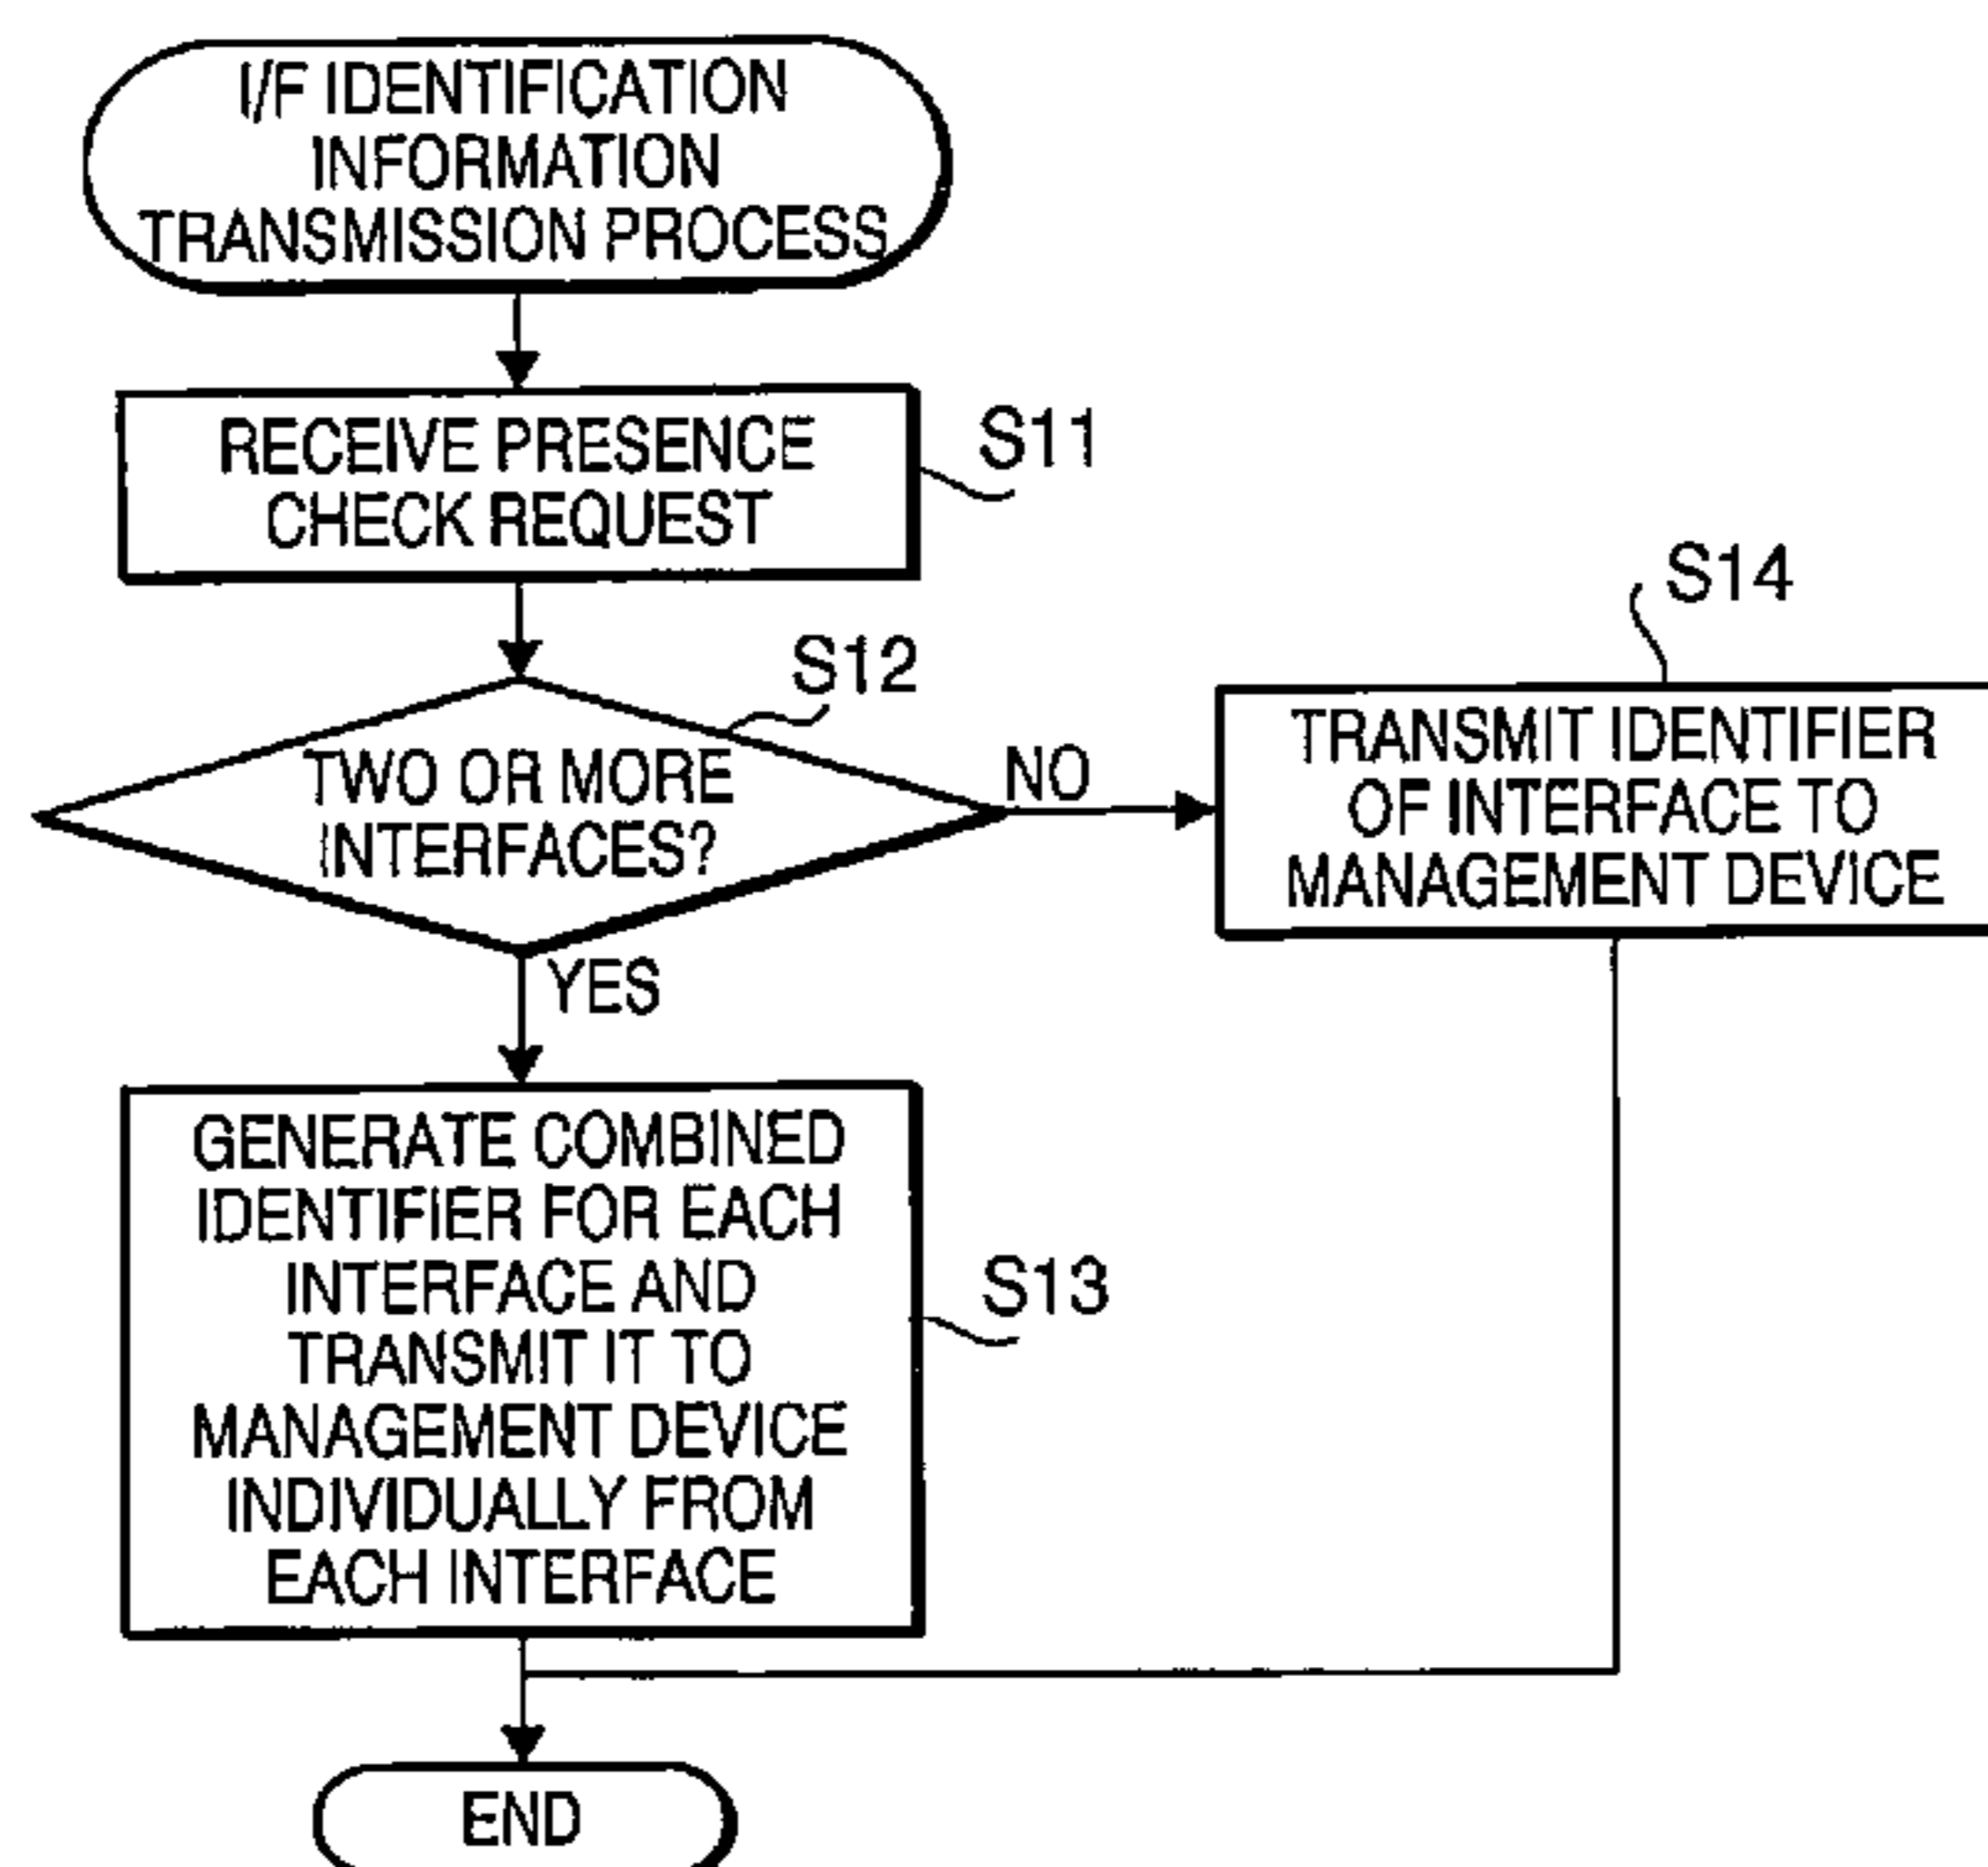 I/F IDENTIFICATION
INFORMATION
TRANSMISSION PROCESS
RECEIVE PRESENCE
CHECK REQUEST
S11
S12
TWO OR MORE
INTERFACES?
NO
YES
S14
TRANSMIT IDENTIFIER
OF INTERFACE TO
MANAGEMENT DEVICE
GENERATE COMBINED
IDENTIFIER FOR EACH
INTERFACE AND
TRANSMIT IT TO
MANAGEMENT DEVICE
INDIVIDUALLY FROM
EACH INTERFACE
S13
END